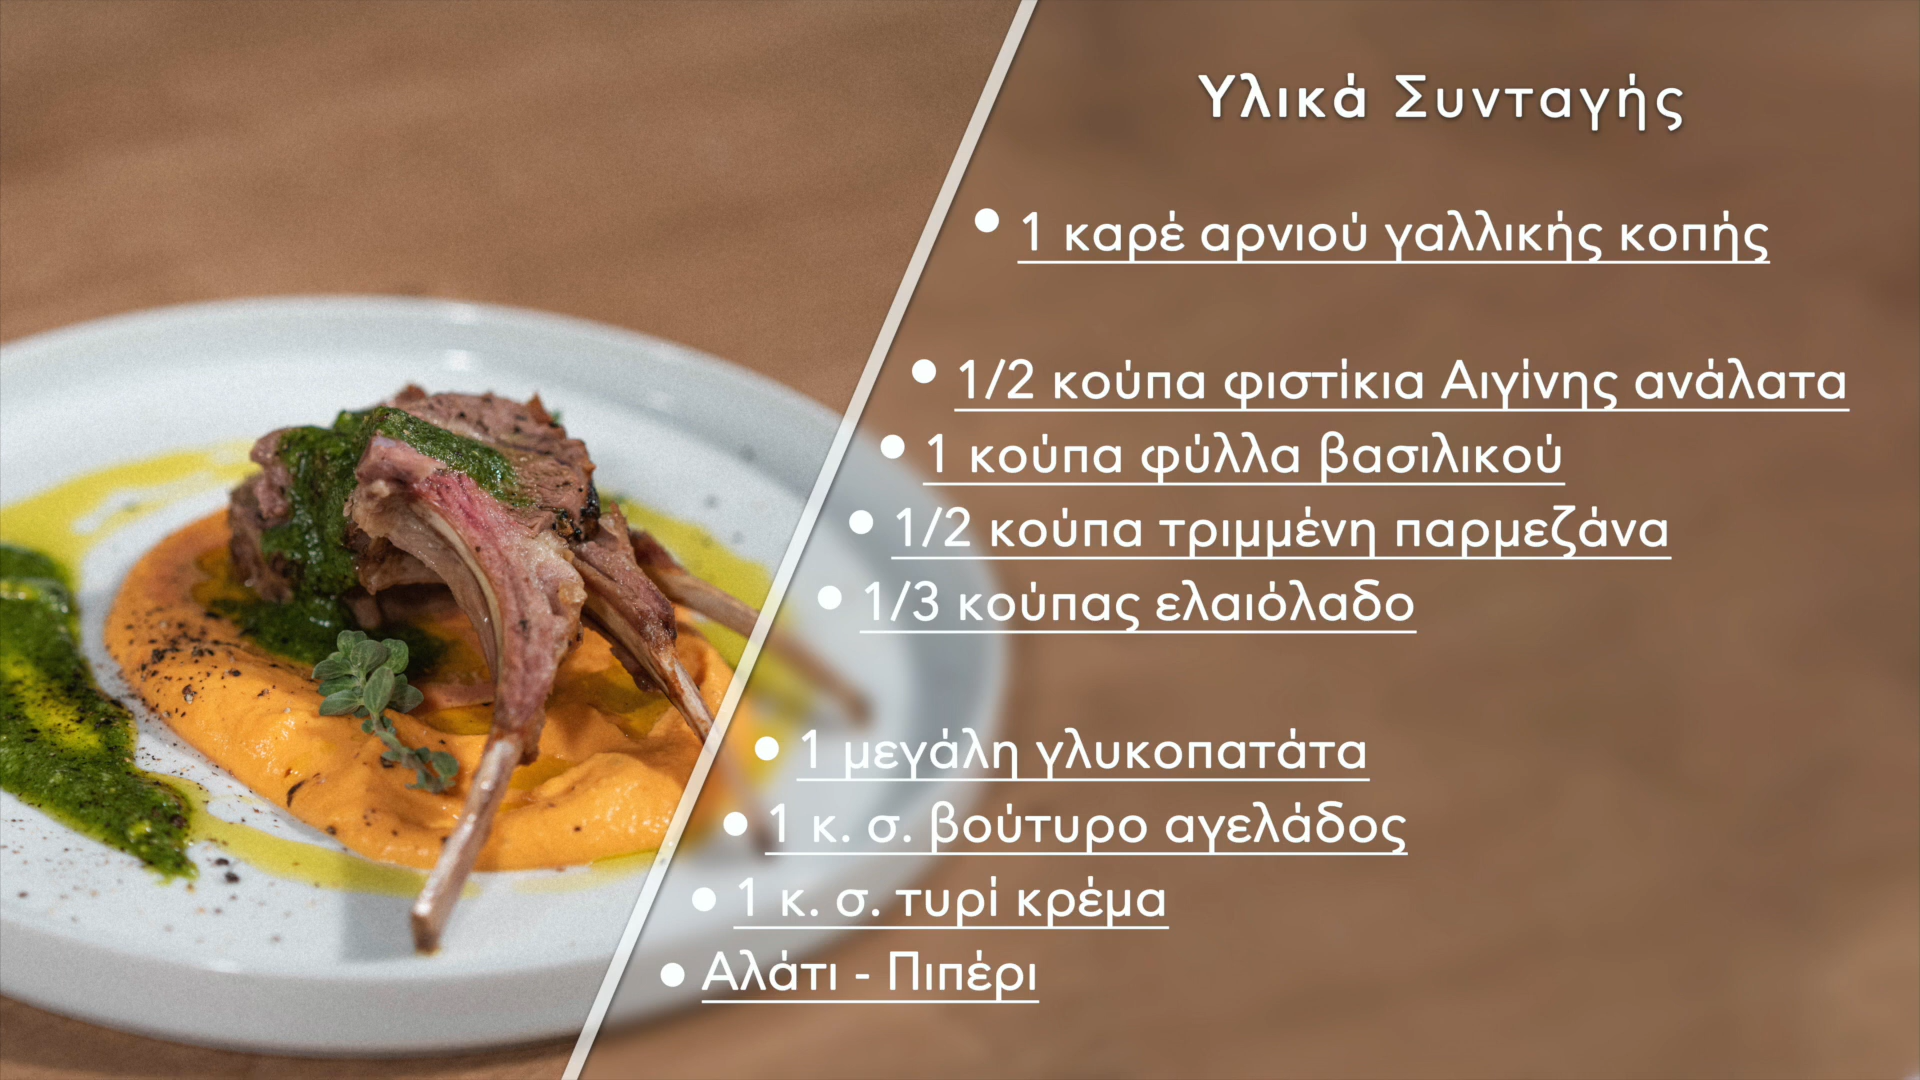 Υλικά Συνταγής
• 1 καρέ αρνιού γαλλικής κοπής
• 1/2 κούπα φιστίκια Αιγίνης ανάλατα
• 1 κούπα φύλλα βασιλικού
• 1/2 κούπα τριμμένη παρμεζάνα
• 1/3 κούπας ελαιόλαδο
• 1 μεγάλη γλυκοπατάτα
• 1 κ. σ. βούτυρο αγελάδος
• 1 κ. σ. τυρί κρέμα
• Αλάτι - Πιπέρι